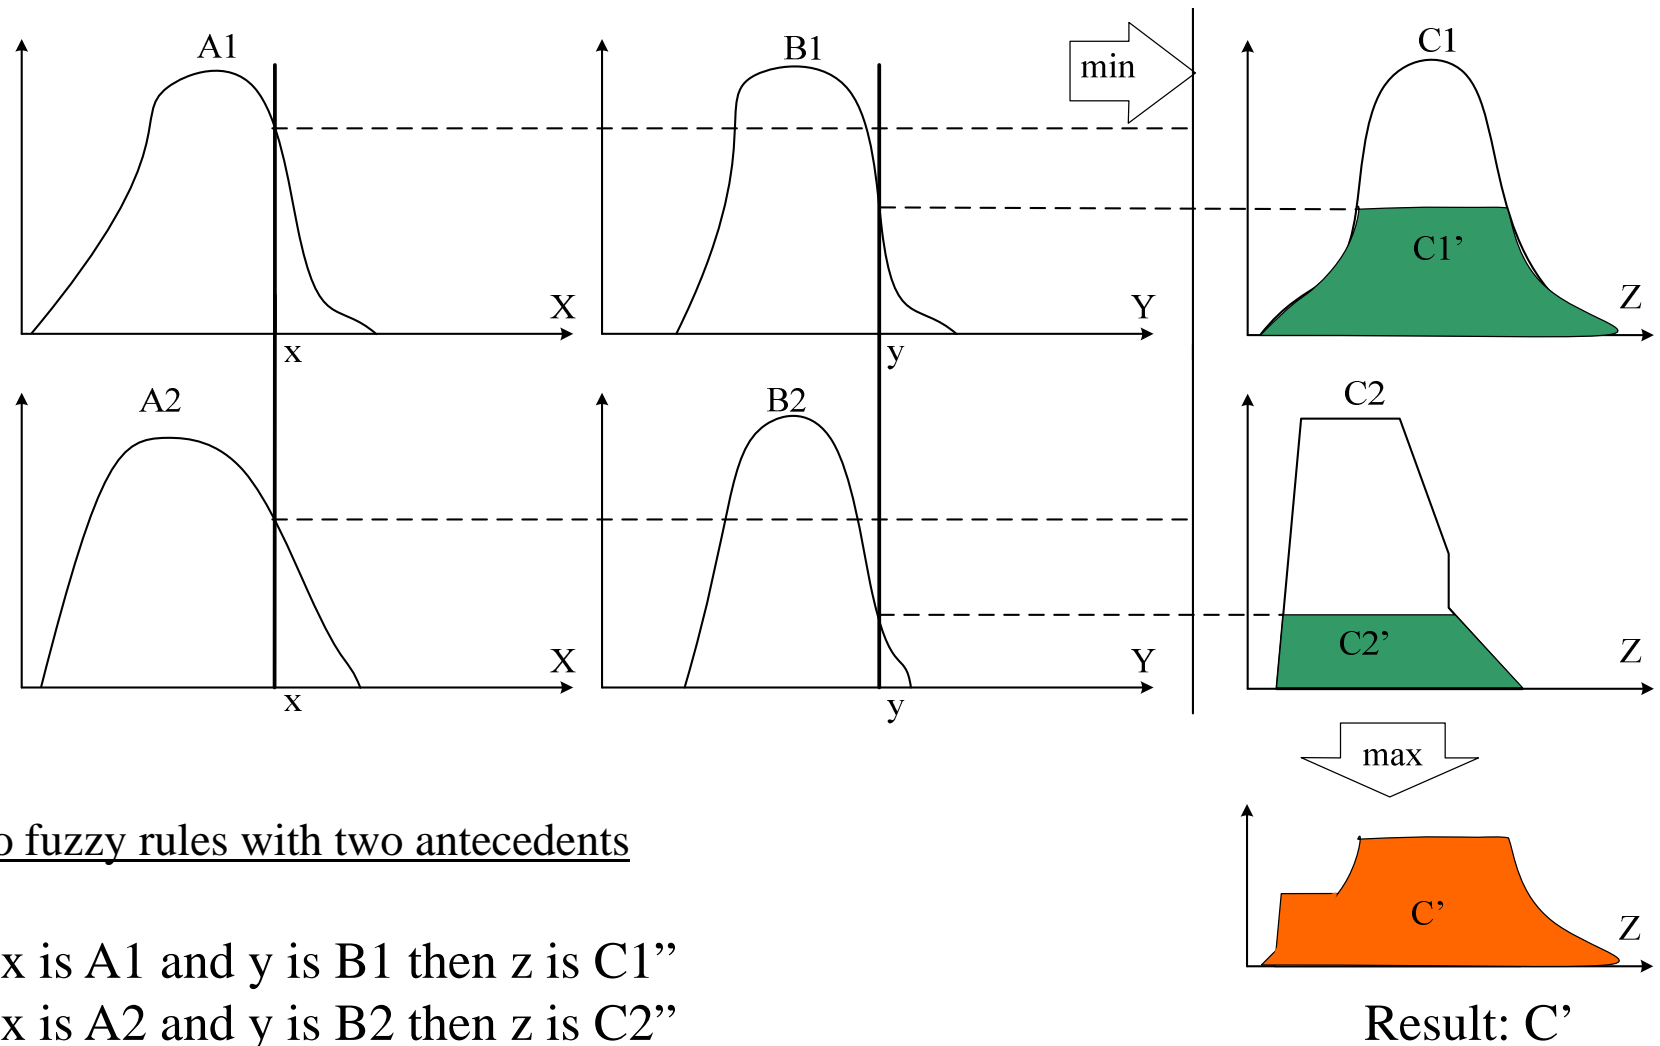 A1
B1
min
C1
C1’
X
Y
Z
x
y
A2
B2
C2
C2’
X
Y
Z
x
y
max
fuzzy rules with two antecedents
C’
Z
x is A1 and y is B1 then z is C1”
x is A2 and y is B2 then z is C2”
Result: C’